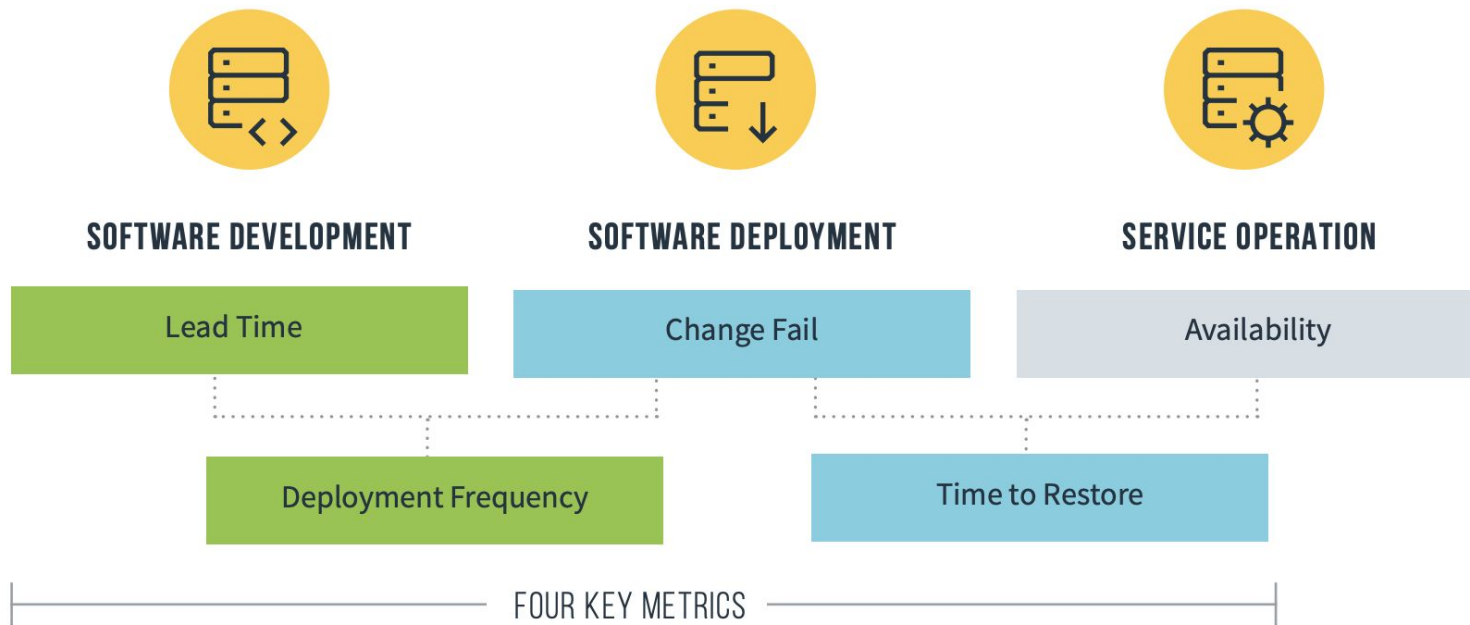 SOFTWARE DEVELOPMENT
SOFTWARE DEPLOYMENT
SERVICE OPERATION
Lead Time
Change Fail
Availability
Deployment Frequency
Time to Restore
FOUR KEY METRICS